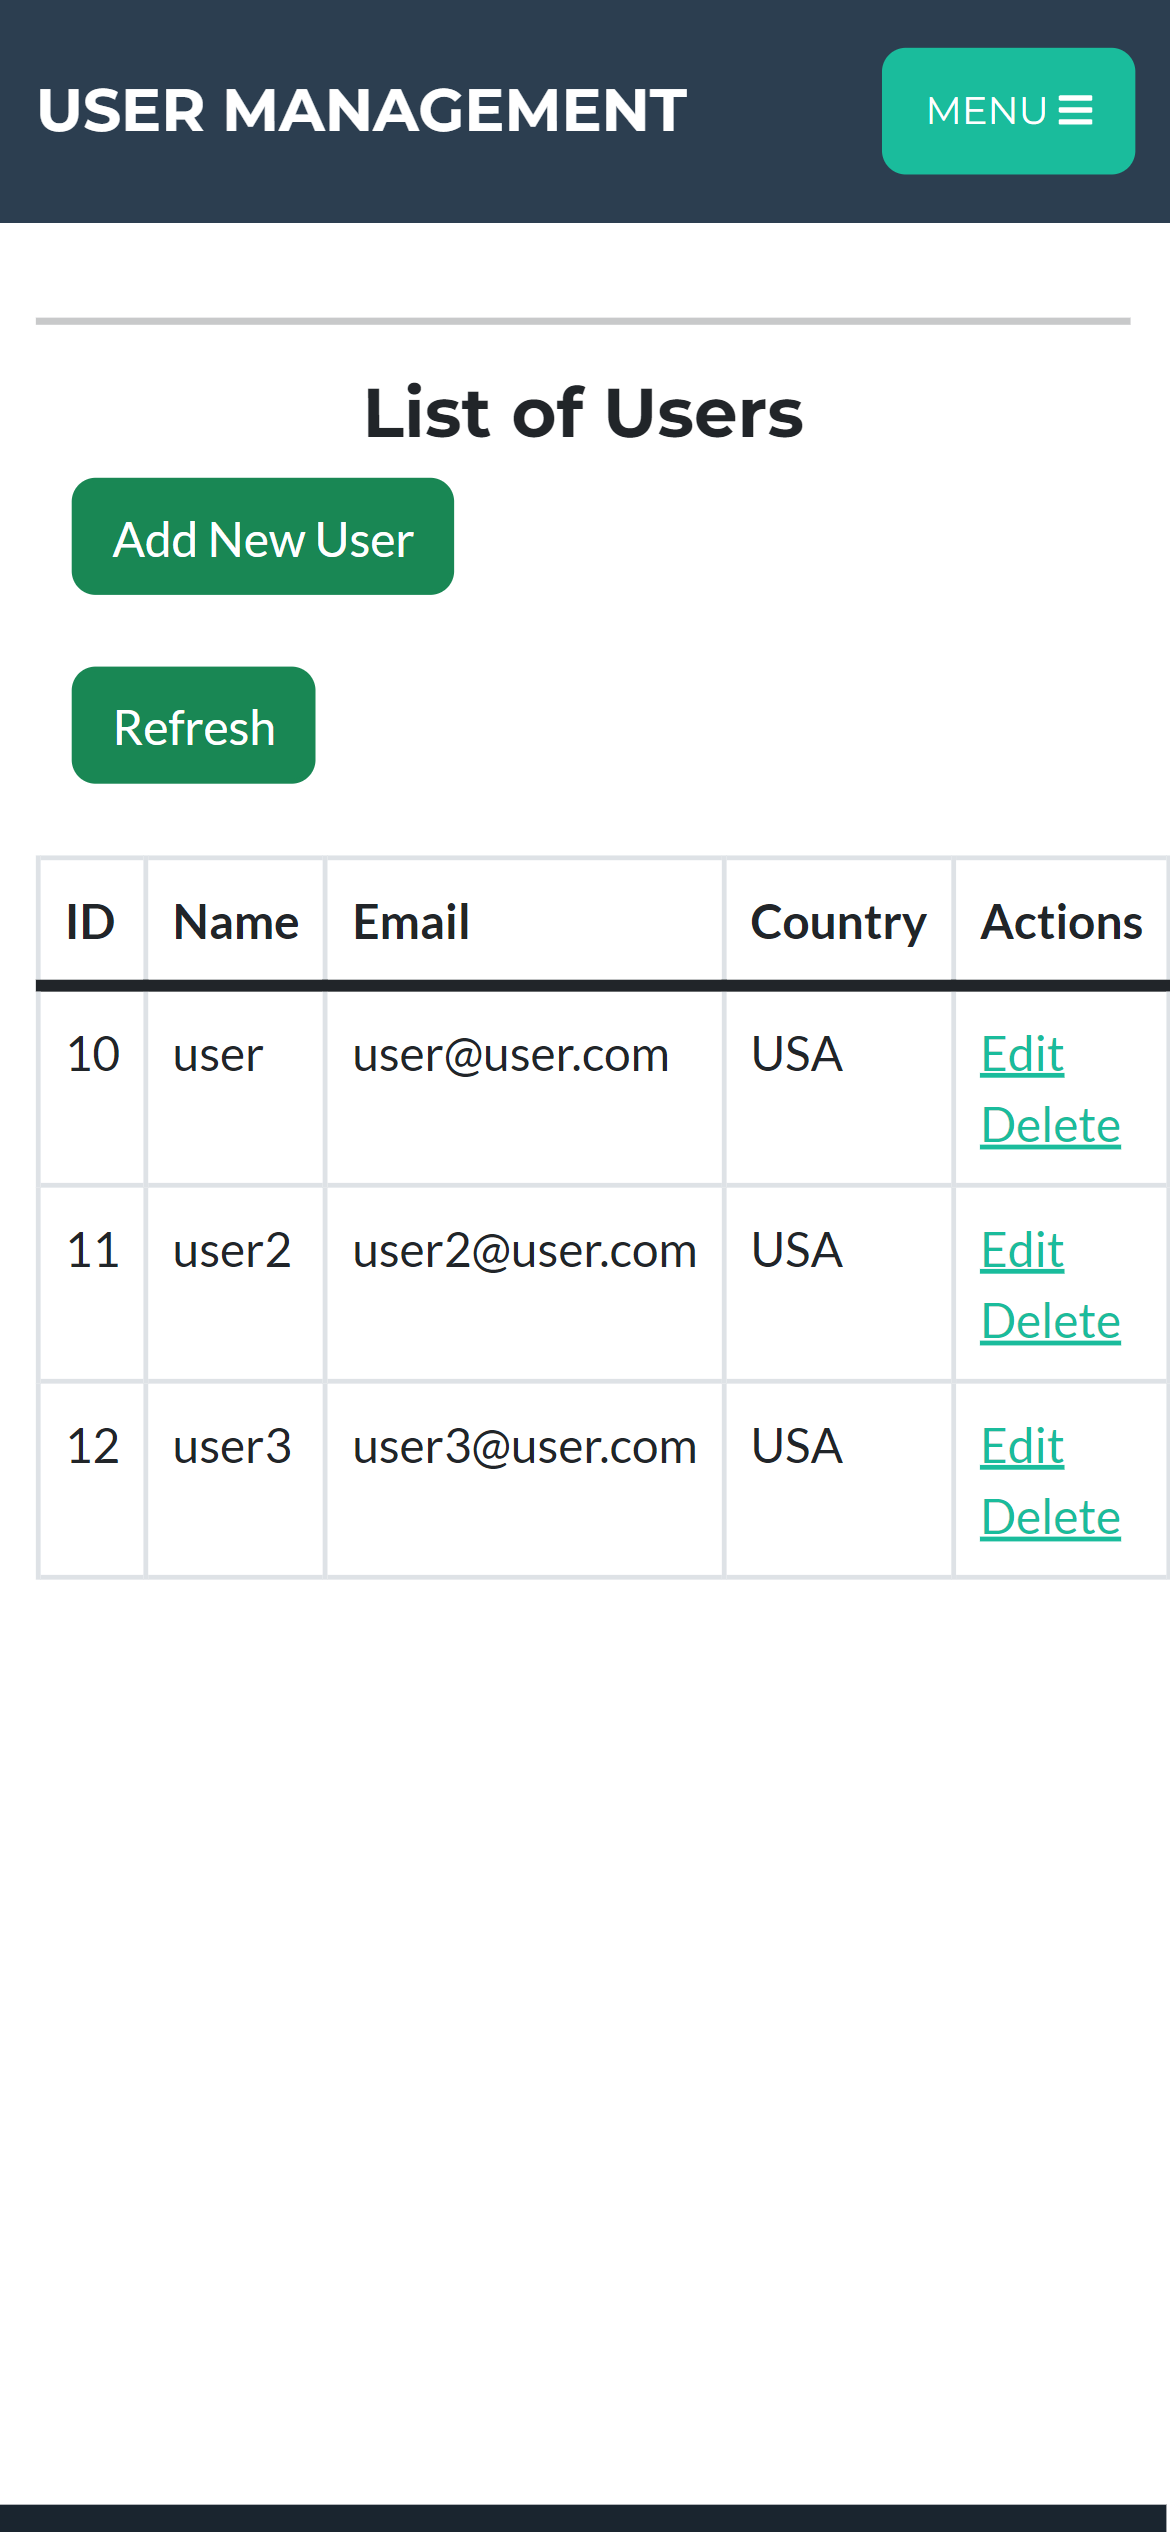 USER MANAGEMENT MENU
List of Users
Add New User
Refresh
ID Name Email Country Actions
10 user user@user.com USA Edit
Delete
11 user2 user2@user.com USA Edit
Delete
12 user3 user3@user.com USA Edit
Delete